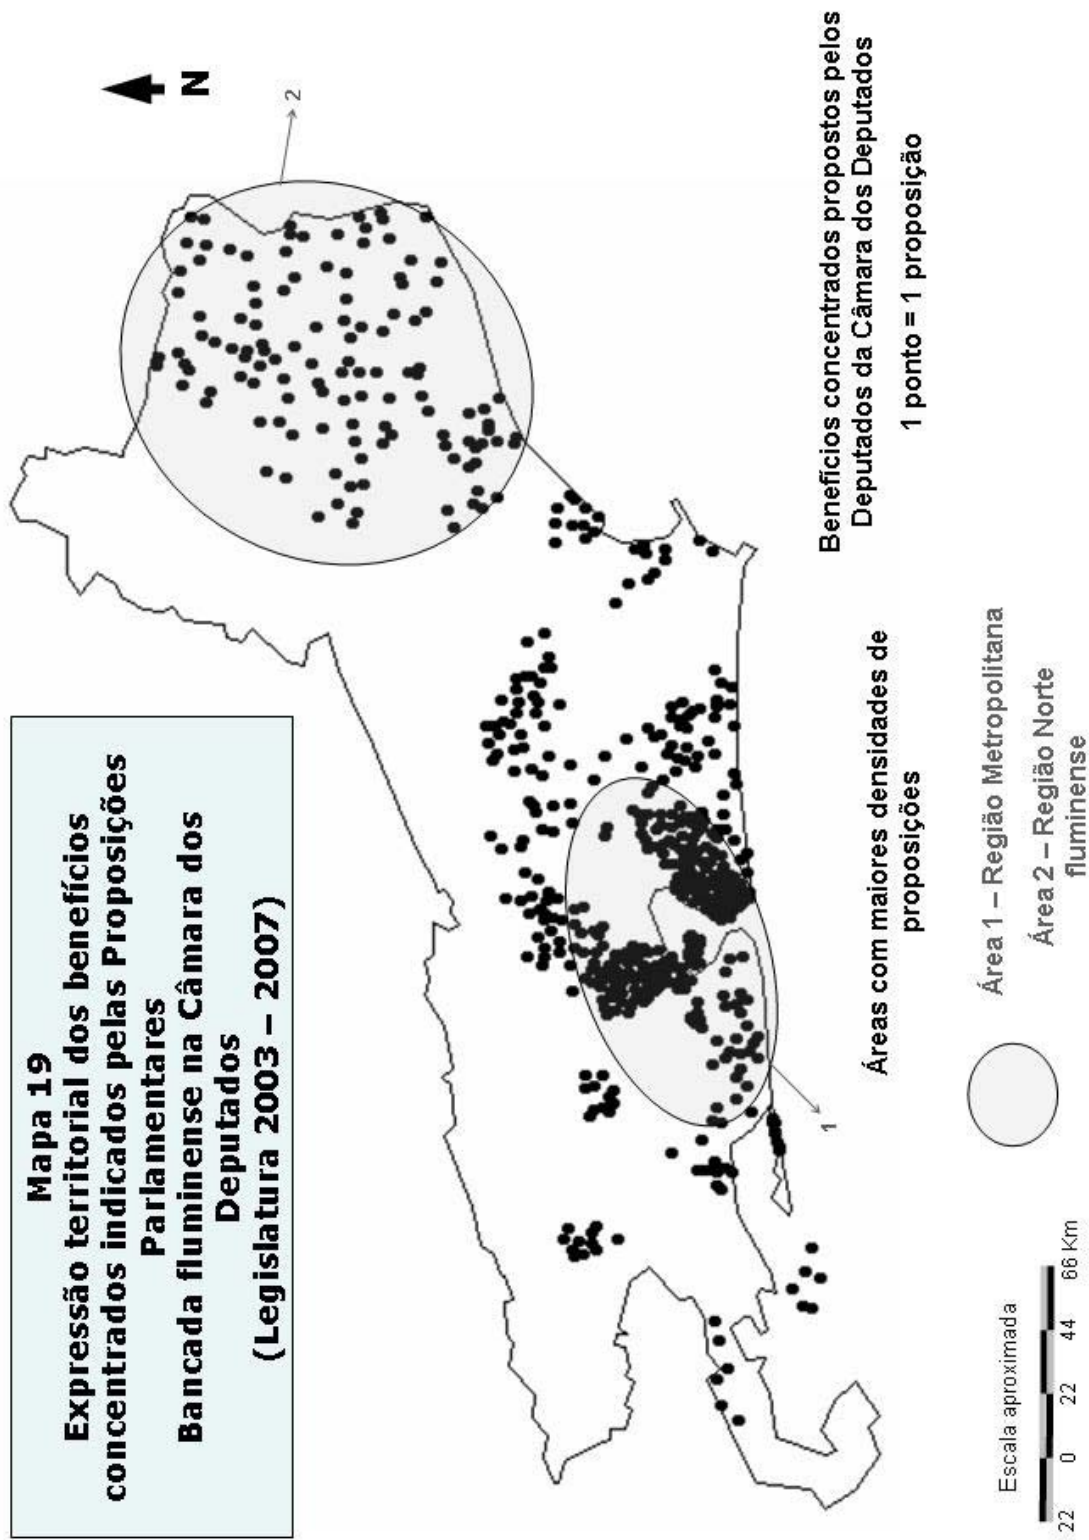 Mapa 19
Expressão territorial dos benefícios
concentrados indicados pelas Proposições
Parlamentares
Bancada fluminense na Câmara dos
Deputados
(Legislatura 2003 – 2007)
N
2
1
Benefícios concentrados propostos pelos
Deputados da Câmara dos Deputados
1 ponto = 1 proposição
Áreas com maiores densidades de
proposições
Área 1 – Região Metropolitana
Área 2 – Região Norte
fluminense
Escala aproximada
22 0 22 44 66 Km